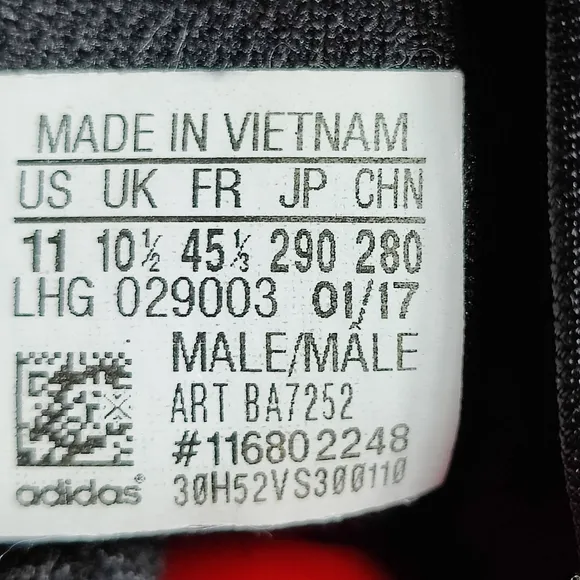 MADE IN VIETNAM
US UK FR JP CHN
11 10½ 45⅓ 290 280
LHG 029003 01/17
MALE/MÂLE
ART BA7252
#116802248
adidas 30H52VS300110